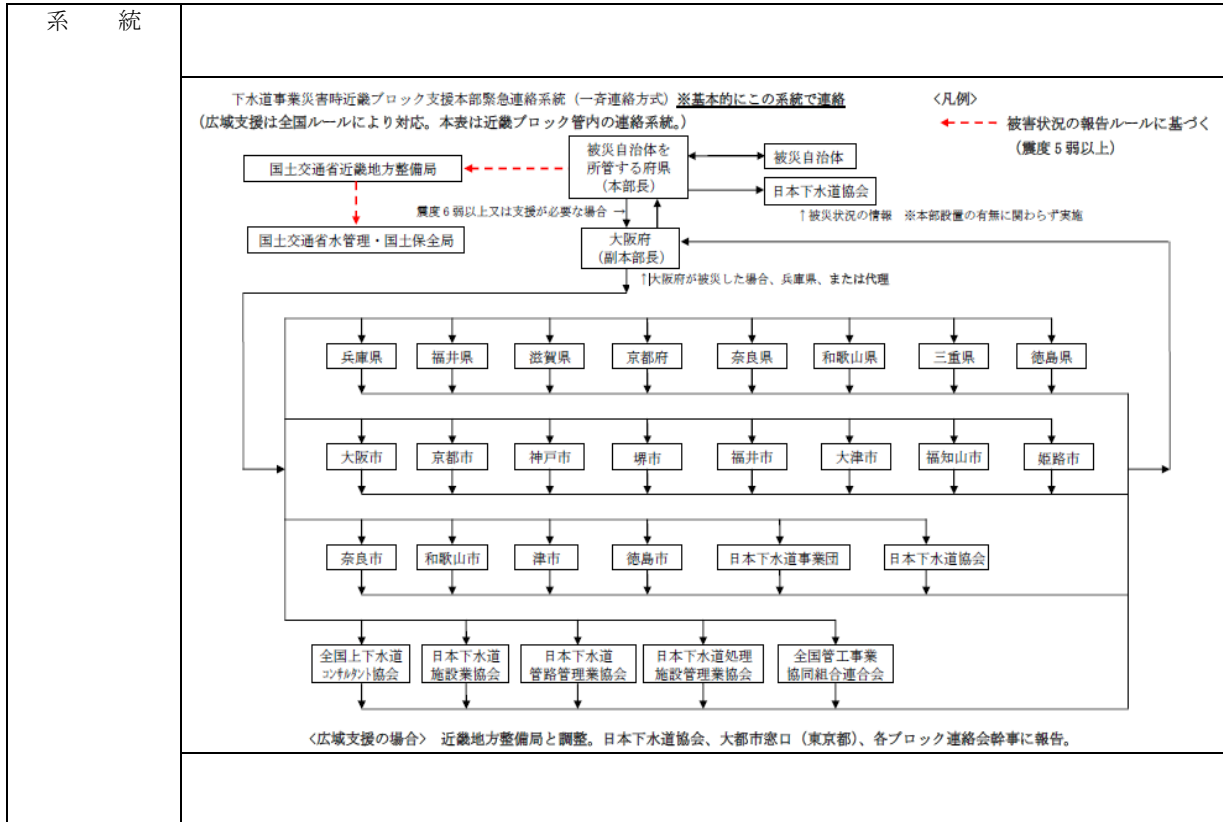 系　　統
下水道事業災害時近畿ブロック支援本部緊急連絡系統（一斉連絡方式）※基本的にこの系統で連絡
（広域支援は全国ルールにより対応。本表は近畿ブロック管内の連絡系統。）
〈凡例〉
被害状況の報告ルールに基づく
（震度５弱以上）
国土交通省近畿地方整備局
被災自治体を
所管する府県
（本部長）
被災自治体
日本下水道協会
震度６弱以上又は支援が必要な場合 →
↑被災状況の情報　※本部設置の有無に関わらず実施
国土交通省水管理・国土保全局
大阪府
（副本部長）
↑大阪府が被災した場合、兵庫県、または代理
兵庫県
福井県
滋賀県
京都府
奈良県
和歌山県
三重県
徳島県
大阪市
京都市
神戸市
堺市
福井市
大津市
福知山市
姫路市
奈良市
和歌山市
津市
徳島市
日本下水道事業団
日本下水道協会
全国上下水道
ｺﾝｻﾙﾀﾝﾄ協会
日本下水道
施設業協会
日本下水道
管路管理業協会
日本下水道処理
施設管理業協会
全国管工事業
協同組合連合会
〈広域支援の場合〉　近畿地方整備局と調整。日本下水道協会、大都市窓口（東京都）、各ブロック連絡会幹事に報告。